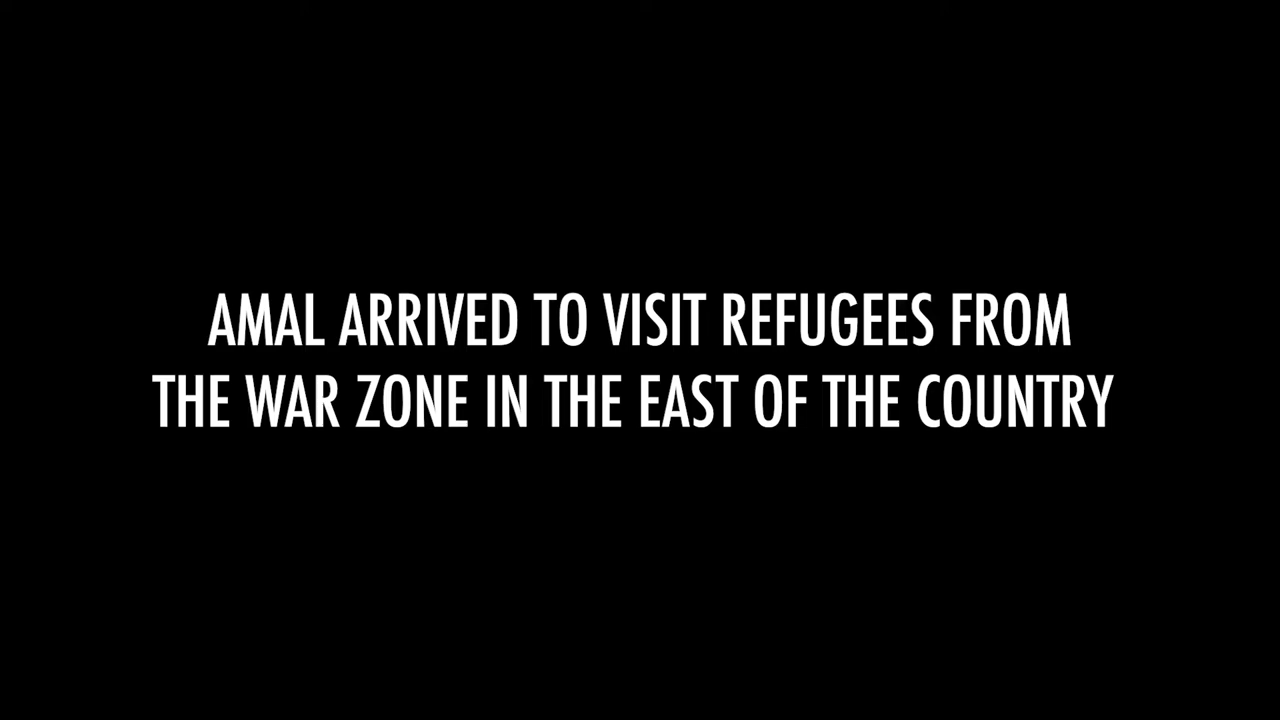 AMAL ARRIVED TO VISIT REFUGEES FROM
THE WAR ZONE IN THE EAST OF THE COUNTRY